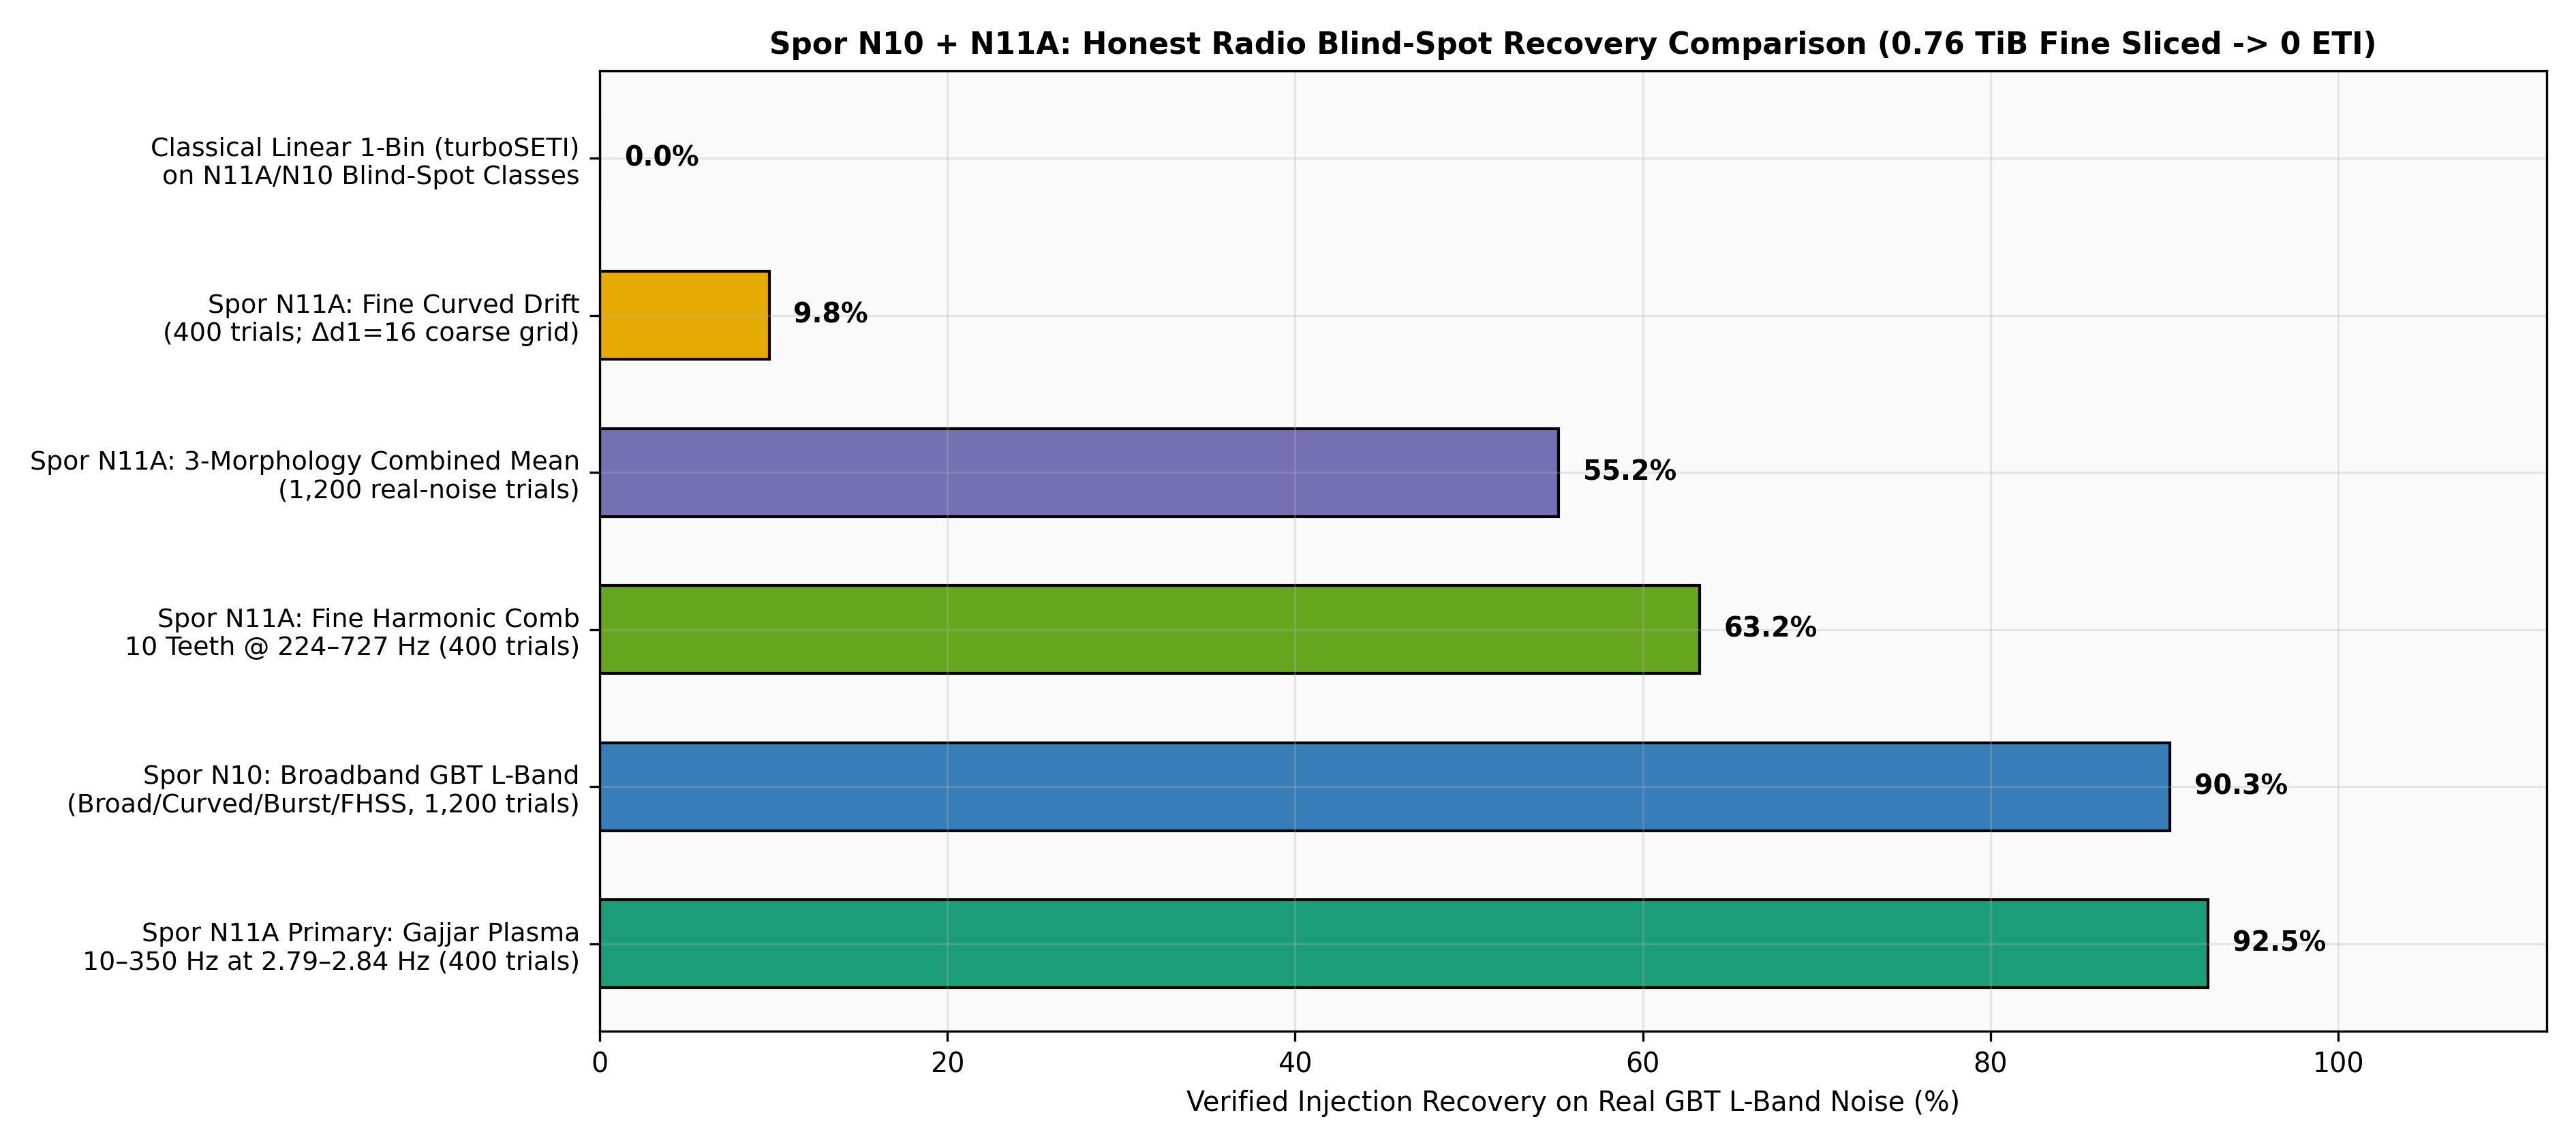 Spor N10 + N11A: Honest Radio Blind-Spot Recovery Comparison (0.76 TiB Fine Sliced -> 0 ETI)
Classical Linear 1-Bin (turboSETI)
on N11A/N10 Blind-Spot Classes
0.0%
Spor N11A: Fine Curved Drift
(400 trials; Δd1=16 coarse grid)
9.8%
Spor N11A: 3-Morphology Combined Mean
(1,200 real-noise trials)
55.2%
Spor N11A: Fine Harmonic Comb
10 Teeth @ 224–727 Hz (400 trials)
63.2%
Spor N10: Broadband GBT L-Band
(Broad/Curved/Burst/FHSS, 1,200 trials)
90.3%
Spor N11A Primary: Gajjar Plasma
10–350 Hz at 2.79–2.84 Hz (400 trials)
92.5%
0 20 40 60 80 100
Verified Injection Recovery on Real GBT L-Band Noise (%)